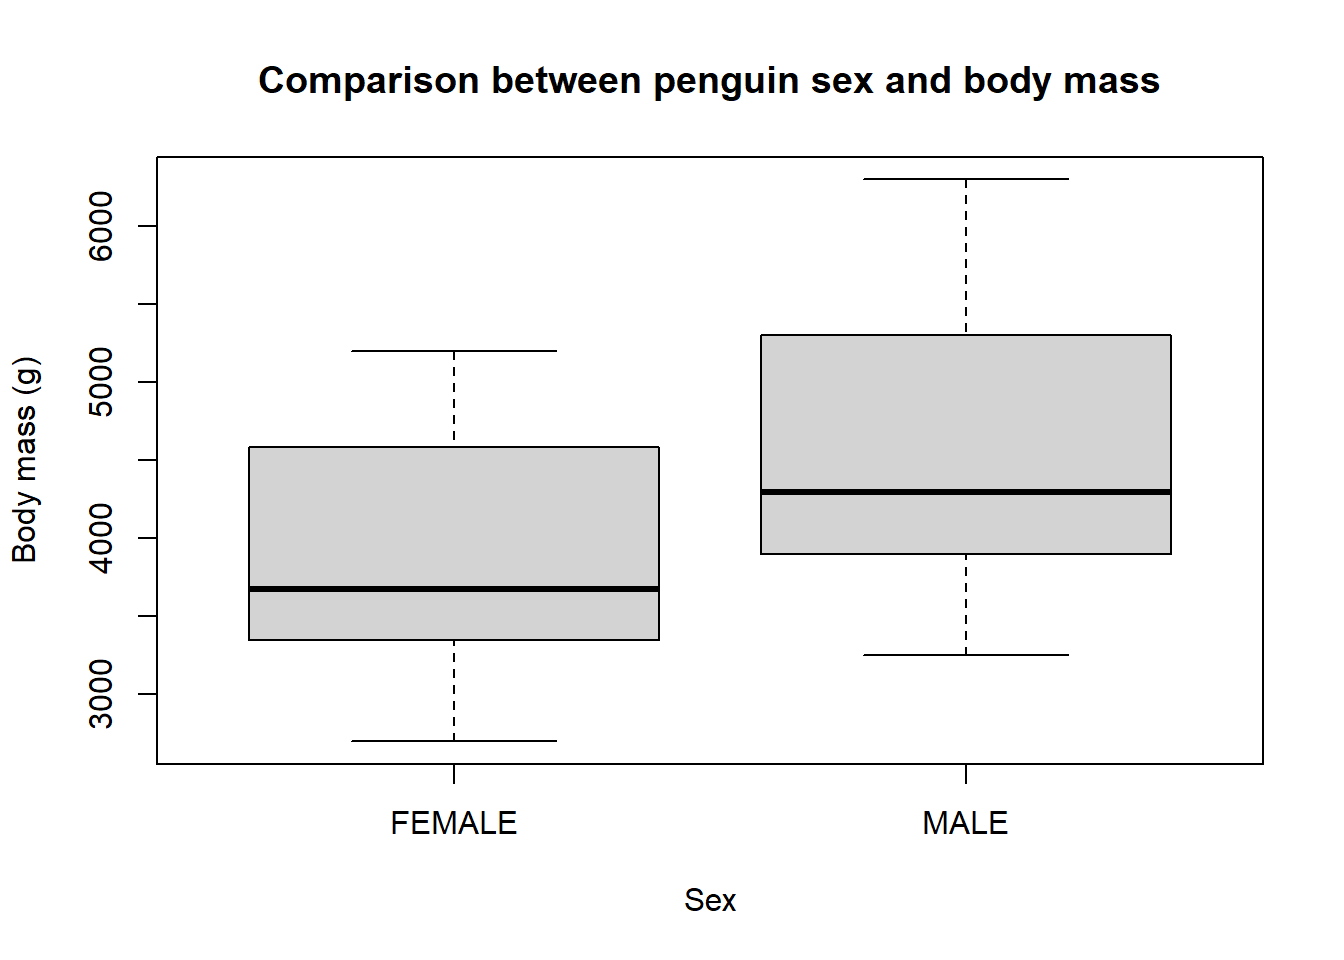 Comparison between penguin sex and body mass
Body mass (g)
6000
5000
4000
3000
FEMALE
MALE
Sex